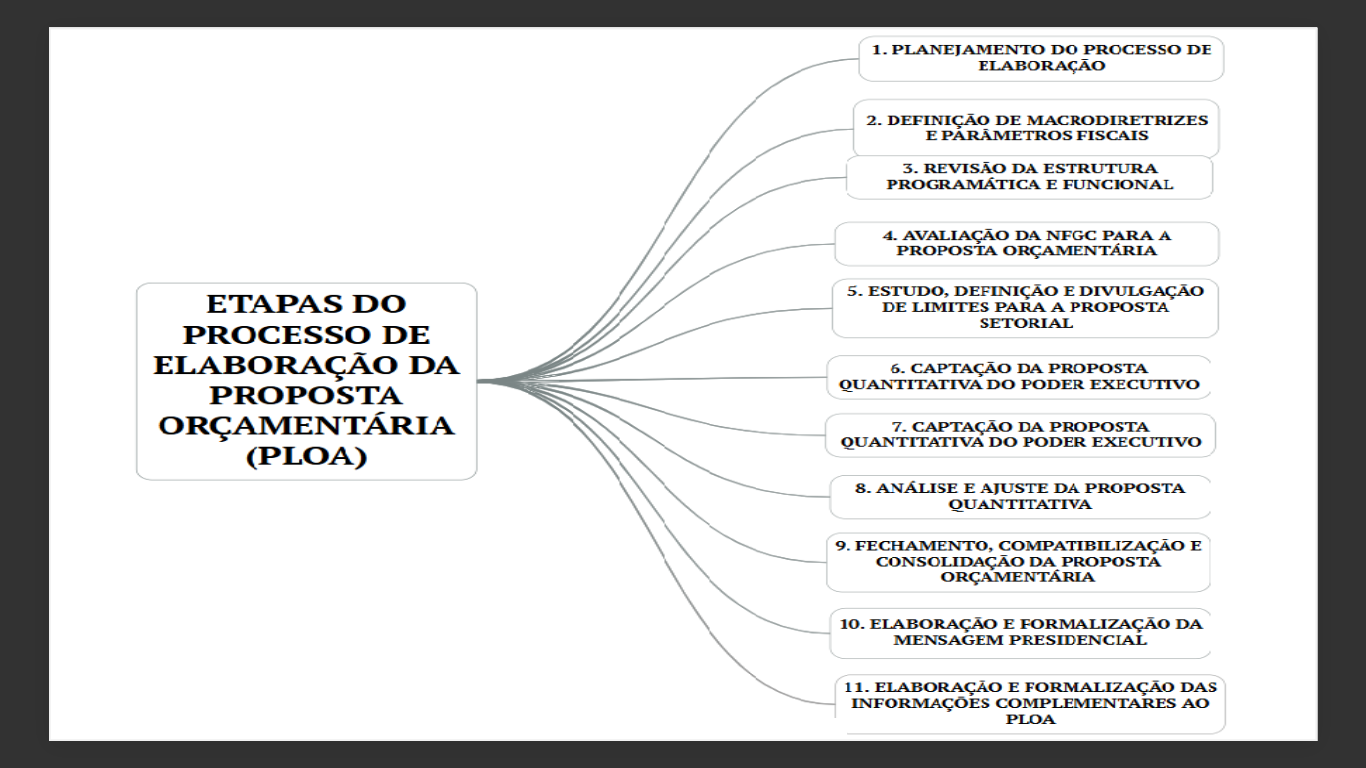 ETAPAS DO
PROCESSO DE
ELABORAÇÃO DA
PROPOSTA
ORÇAMENTÁRIA
(PLOA)
1. PLANEJAMENTO DO PROCESSO DE
ELABORAÇÃO
2. DEFINIÇÃO DE MACRODIRETRIZES
E PARÂMETROS FISCAIS
3. REVISÃO DA ESTRUTURA
PROGRAMÁTICA E FUNCIONAL
4. AVALIAÇÃO DA NFGC PARA A
PROPOSTA ORÇAMENTÁRIA
5. ESTUDO, DEFINIÇÃO E DIVULGAÇÃO
DE LIMITES PARA A PROPOSTA
SETORIAL
6. CAPTAÇÃO DA PROPOSTA
QUANTITATIVA DO PODER EXECUTIVO
7. CAPTAÇÃO DA PROPOSTA
QUANTITATIVA DO PODER EXECUTIVO
8. ANÁLISE E AJUSTE DA PROPOSTA
QUANTITATIVA
9. FECHAMENTO, COMPATIBILIZAÇÃO E
CONSOLIDAÇÃO DA PROPOSTA
ORÇAMENTÁRIA
10. ELABORAÇÃO E FORMALIZAÇÃO DA
MENSAGEM PRESIDENCIAL
11. ELABORAÇÃO E FORMALIZAÇÃO DAS
INFORMAÇÕES COMPLEMENTARES AO
PLOA